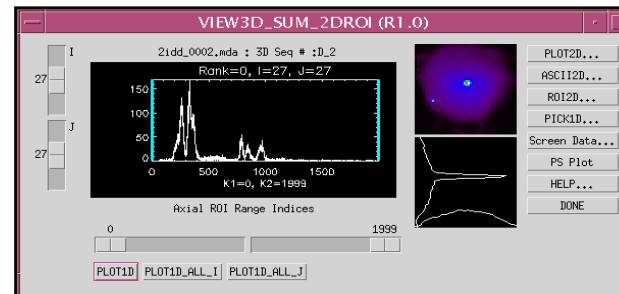 VIEW3D_SUM_2DROI (R1.0)
I
27
J
27
2idd_0002.mda : 3D Seq # :D_2
Rank=0, I=27, J=27
150
100
50
0
0 500 1000 1500
K1=0, K2=1999
Axial ROI Range Indices
0 1999
PLOT1D PLOT1D_ALL_I PLOT1D_ALL_J
PLOT2D...
ASCII2D...
ROI2D...
PICK1D...
Screen Data...
PS Plot
HELP...
DONE